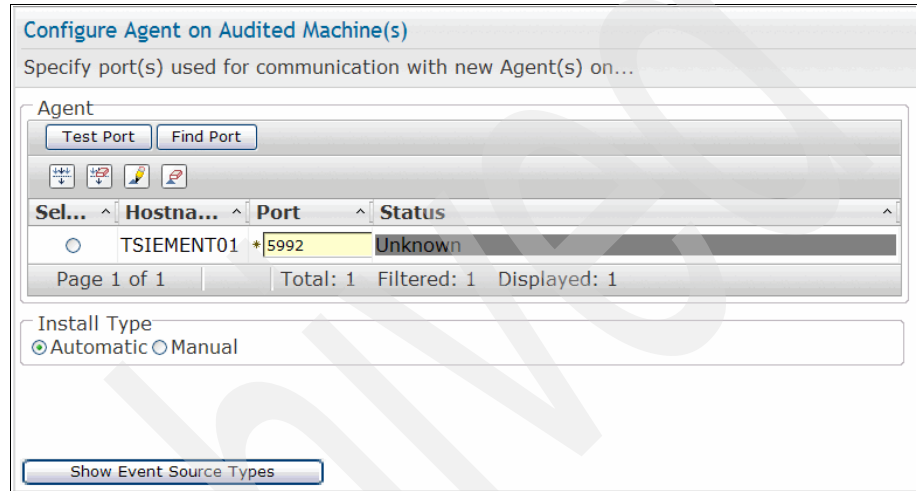 Configure Agent on Audited Machine(s)
Specify port(s) used for communication with new Agent(s) on...
Agent
Test Port Find Port
Sel... ^ Hostna... ^ Port ^ Status ^
TSIEMENT01 *5992 Unknown
Page 1 of 1 Total: 1 Filtered: 1 Displayed: 1
Install Type
Automatic Manual
Show Event Source Types